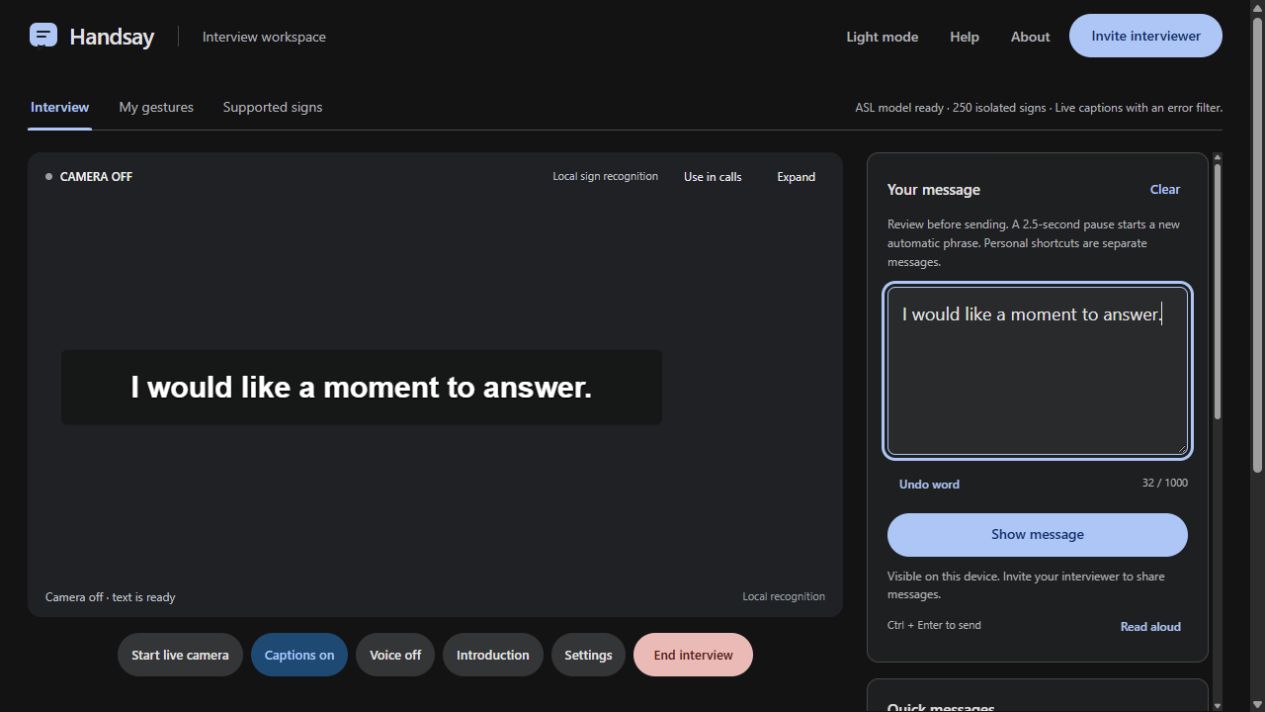 Handsay
Interview workspace
Light mode
Help
About
Invite interviewer
Interview
My gestures
Supported signs
ASL model ready · 250 isolated signs · Live captions with an error filter.
CAMERA OFF
Local sign recognition
Use in calls
Expand
I would like a moment to answer.
Camera off · text is ready
Local recognition
Start live camera
Captions on
Voice off
Introduction
Settings
End interview
Your message
Clear
Review before sending. A 2.5-second pause starts a new
automatic phrase. Personal shortcuts are separate
messages.
I would like a moment to answer.
Undo word
32 / 1000
Show message
Visible on this device. Invite your interviewer to share
messages.
Ctrl + Enter to send
Read aloud
Quick messages